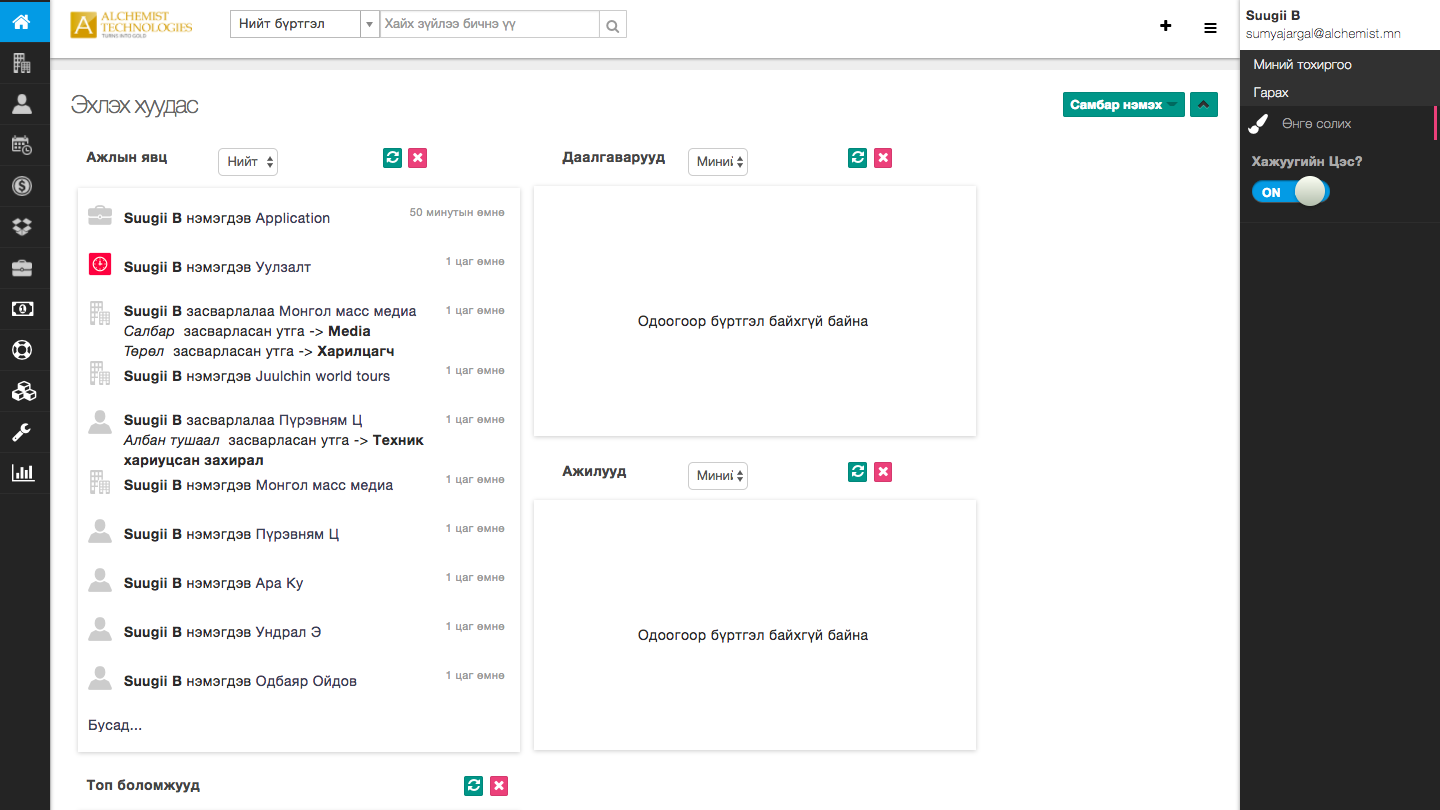 ALCHEMIST
TECHNOLOGIES
TURNS INTO GOLD
Нийт бүртгэл
Хайх зүйлээ бичнэ үү
Suugii B
sumyajargal@alchemist.mn
Миний тохиргоо
Гарах
Өнгө солих
Хажуугийн Цэс?
ON
Эхлэх хуудас
Самбар нэмэх
Ажлын явц
Нийт
Suugii B нэмэгдэв Application
50 минутын өмнө
Suugii B нэмэгдэв Уулзалт
1 цаг өмнө
Suugii B засварлалаа Монгол масс медиа
1 цаг өмнө
Салбар засварласан утга -> Media
Төрөл засварласан утга -> Харилцагч
Suugii B нэмэгдэв Juulchin world tours
1 цаг өмнө
Suugii B засварлалаа Пүрэвням Ц
1 цаг өмнө
Албан тушаал засварласан утга -> Техник
хариуцсан захирал
Suugii B нэмэгдэв Монгол масс медиа
1 цаг өмнө
Suugii B нэмэгдэв Пүрэвням Ц
1 цаг өмнө
Suugii B нэмэгдэв Ара Ку
1 цаг өмнө
Suugii B нэмэгдэв Ундрал Э
1 цаг өмнө
Suugii B нэмэгдэв Одбаяр Ойдов
1 цаг өмнө
Бусад...
Даалгаварууд
Миний
Одоогоор бүртгэл байхгүй байна
Ажилууд
Миний
Одоогоор бүртгэл байхгүй байна
Топ боломжууд